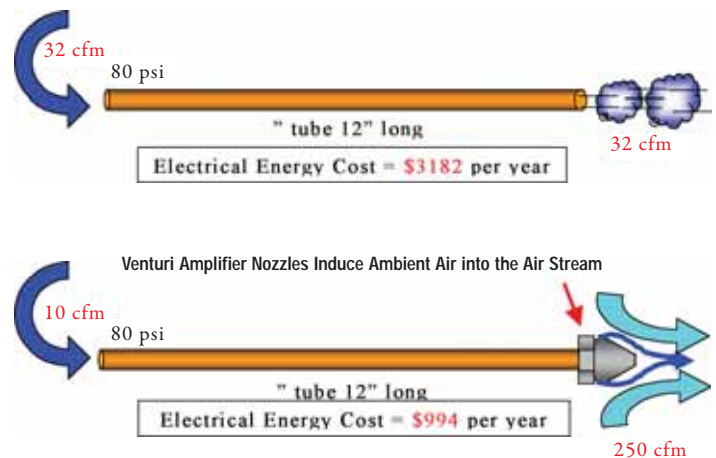 32 cfm
80 psi
" tube 12" long
32 cfm
Electrical Energy Cost = $3182 per year
Venturi Amplifier Nozzles Induce Ambient Air into the Air Stream
10 cfm
80 psi
" tube 12" long
Electrical Energy Cost = $994 per year
250 cfm